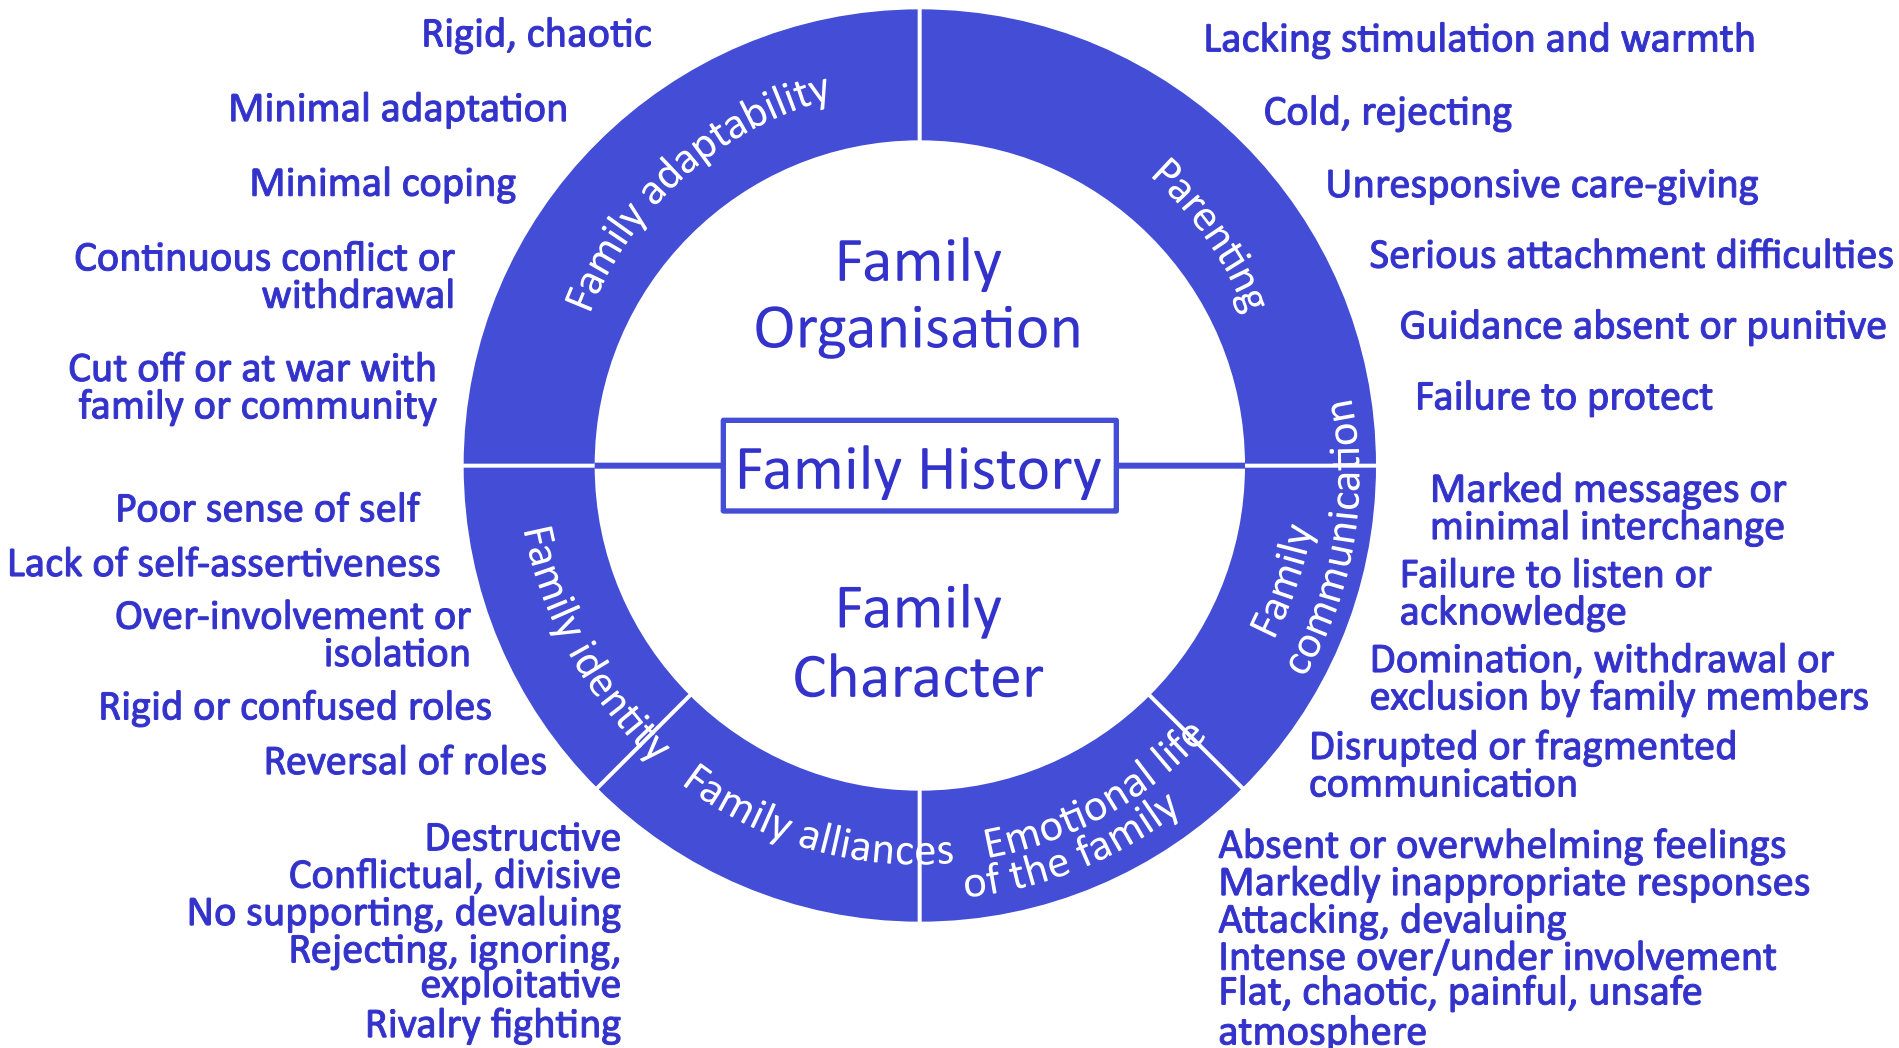 Rigid, chaotic
Minimal adaptation
Minimal coping
Continuous conflict or
withdrawal
Cut off or at war with
family or community
Family adaptability
Parenting
Lacking stimulation and warmth
Cold, rejecting
Unresponsive care-giving
Serious attachment difficulties
Guidance absent or punitive
Failure to protect
Family
Organisation
Family History
Family
Character
Poor sense of self
Lack of self-assertiveness
Over-involvement or
isolation
Rigid or confused roles
Reversal of roles
Family identity
Family
communication
Marked messages or
minimal interchange
Failure to listen or
acknowledge
Domination, withdrawal or
exclusion by family members
Disrupted or fragmented
communication
Family alliances
Emotional life
of the family
Destructive
Conflictual, divisive
No supporting, devaluing
Rejecting, ignoring,
exploitative
Rivalry fighting
Absent or overwhelming feelings
Markedly inappropriate responses
Attacking, devaluing
Intense over/under involvement
Flat, chaotic, painful, unsafe
atmosphere